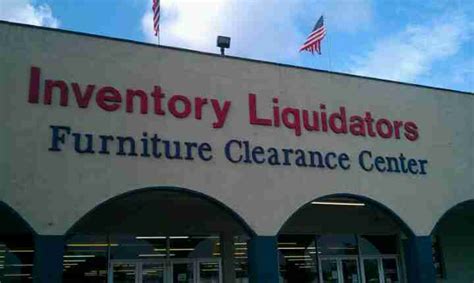 Inventory Liquidators
Furniture Clearance Center